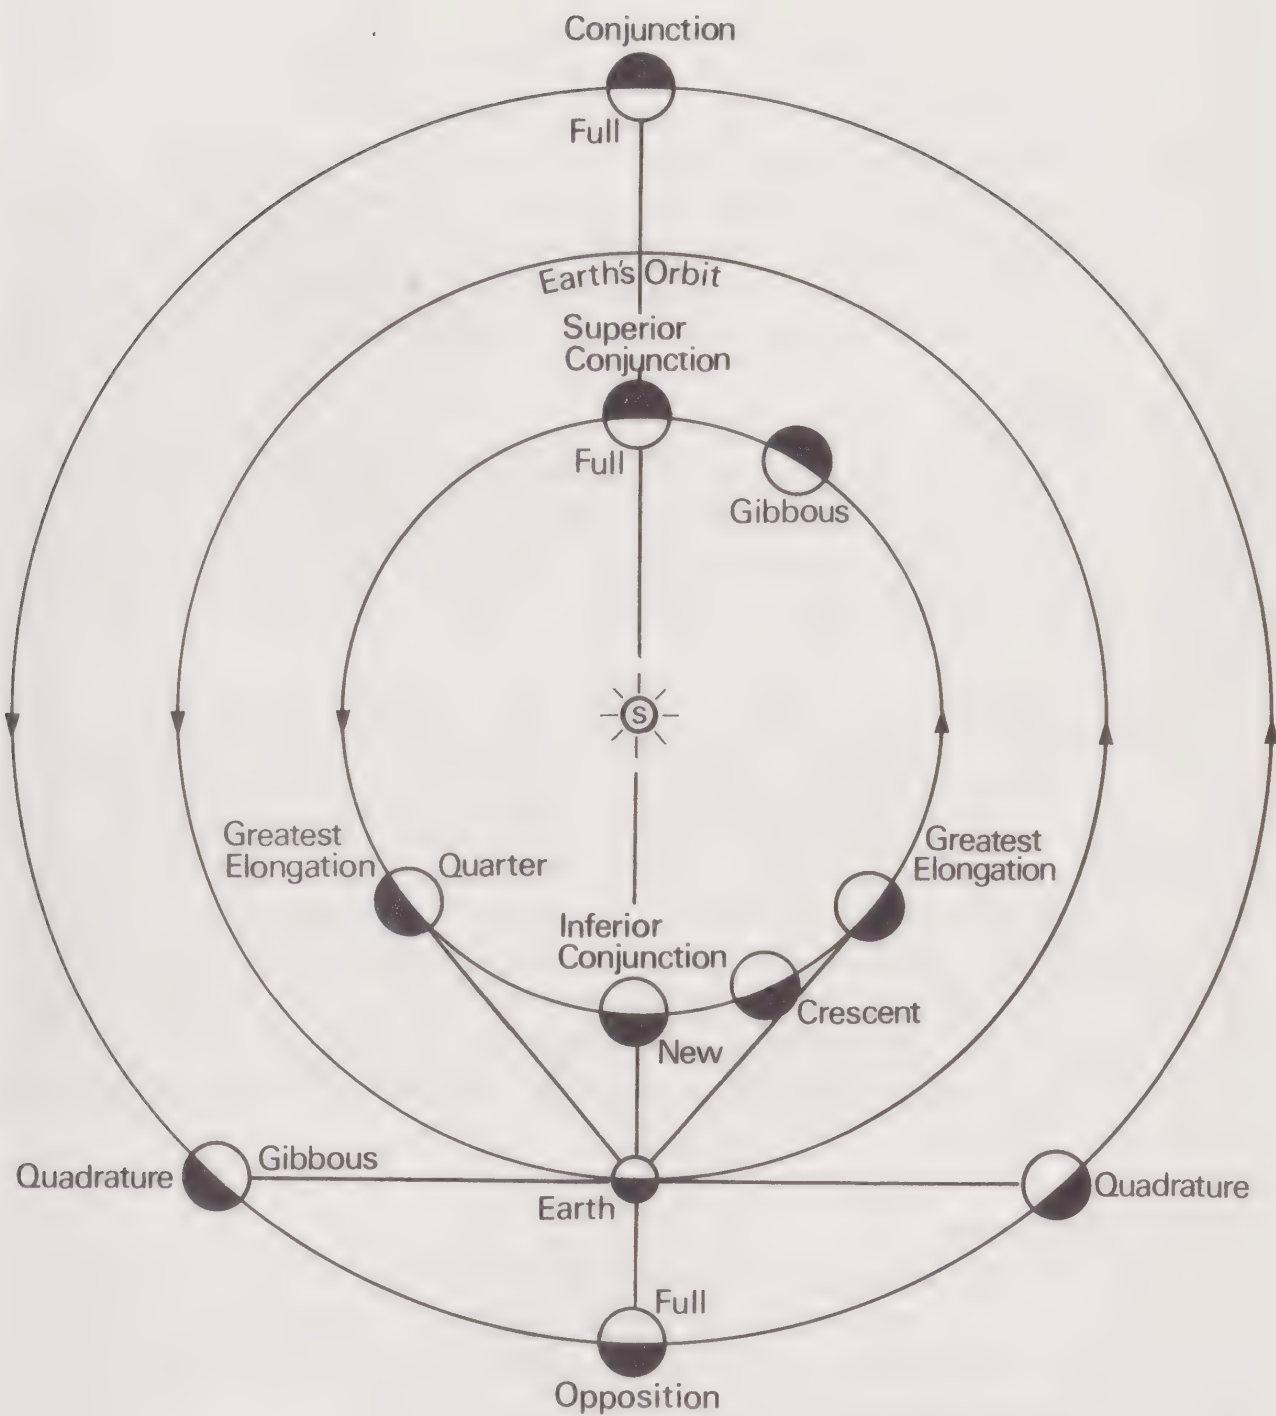 Conjunction
Full
Earth's Orbit
Superior
Conjunction
Full
Gibbous
S
Greatest
Elongation
Quarter
Greatest
Elongation
Inferior
Conjunction
Crescent
New
Gibbous
Quadrature
Quadrature
Earth
Full
Opposition